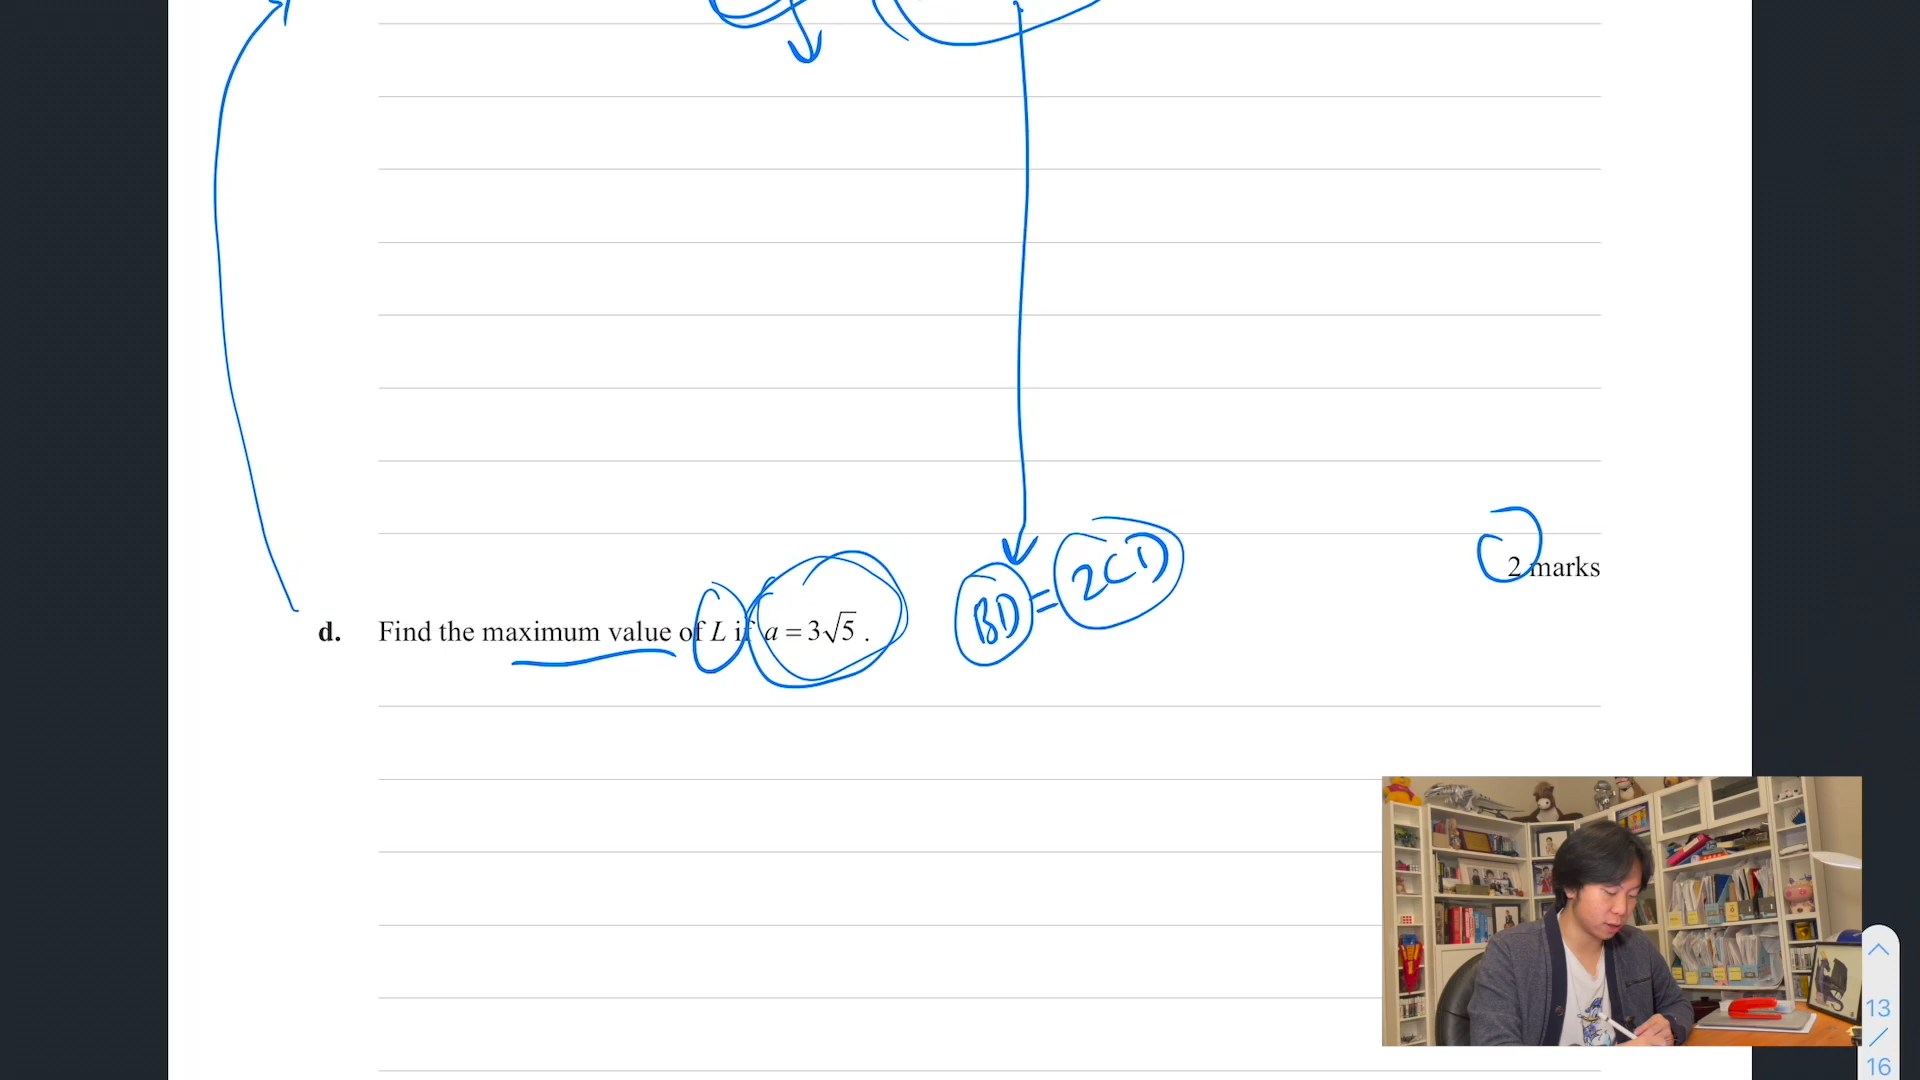 2 marks
d. Find the maximum value of L if a = 3√5 .
BD = 2CD
13
/
16